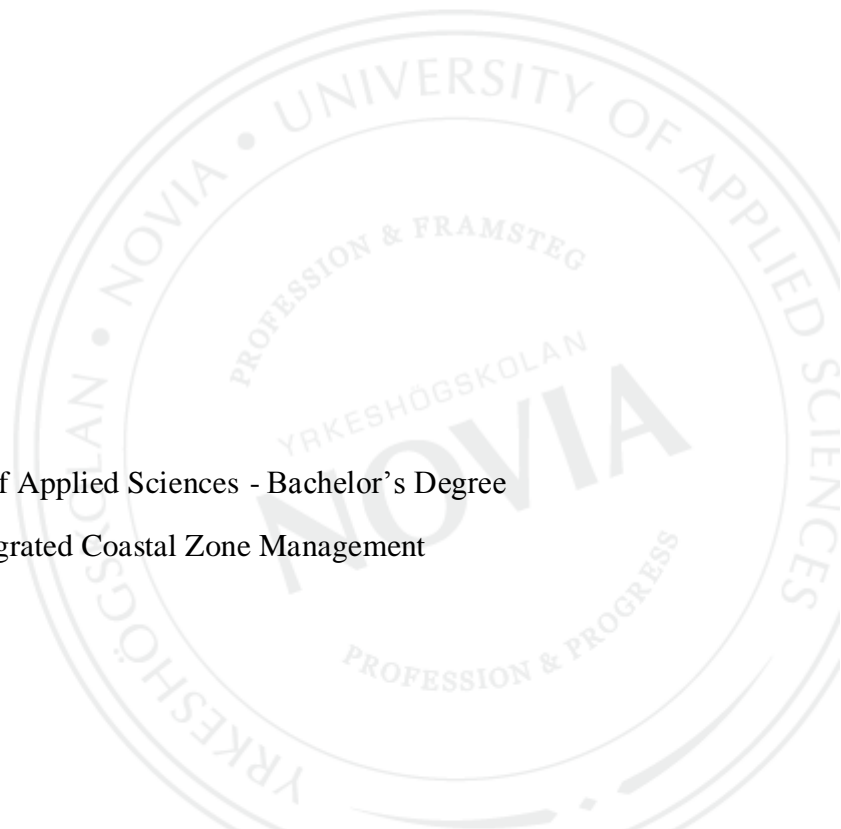 YRKESHÖGSKOLAN • NOVIA • UNIVERSITY OF APPLIED SCIENCES
PROFESSION & FRAMSTEG
YRKESHÖGSKOLAN
NOVIA
f Applied Sciences - Bachelor’s Degree
grated Coastal Zone Management
PROFESSION & PROGRESS